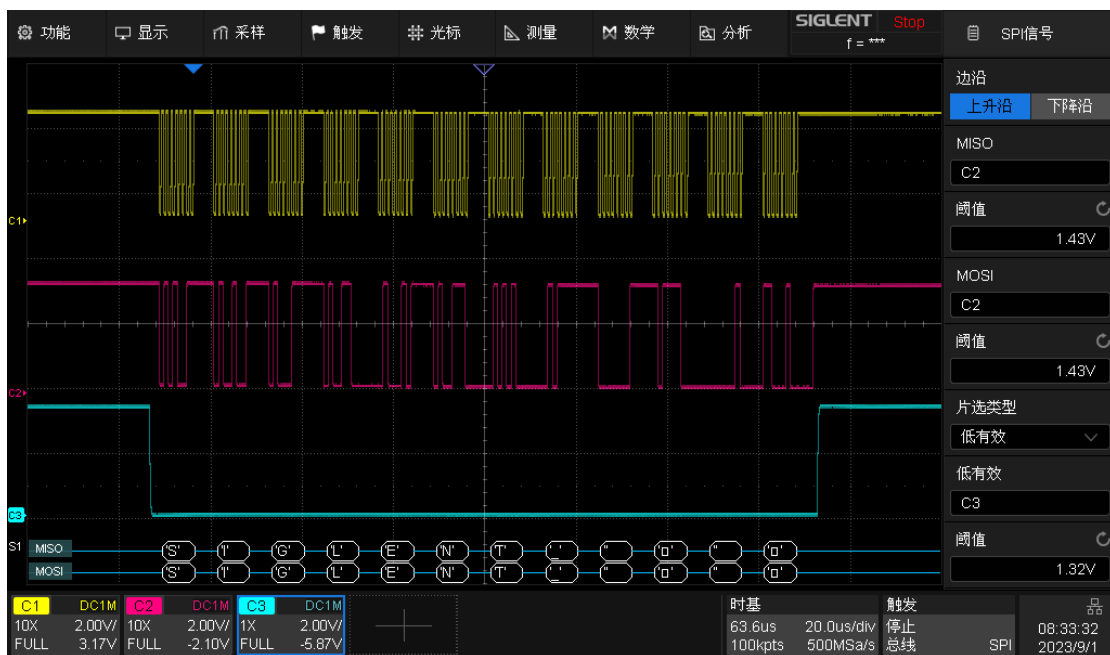 功能 显示 采样 触发 光标 测量 数学 分析 SIGLENT Stop
f = ***
SPI信号
边沿
上升沿 下降沿
MISO
C2
阈值
1.43V
MOSI
C2
阈值
1.43V
片选类型
低有效
低有效
C3
阈值
1.32V
C1
C2
C3
S1 MISO 'S' 'I' 'G' 'L' 'E' 'N' 'T' '_' '' '¤' '' '¤'
MOSI 'S' 'I' 'G' 'L' 'E' 'N' 'T' '_' '' '¤' '' '¤'
C1 DC1M C2 DC1M C3 DC1M 时基 触发
10X 2.00V/ 10X 2.00V/ 1X 2.00V/ 63.6us 20.0us/div 停止 08:33:32
FULL 3.17V FULL -2.10V FULL -5.87V 100kpts 500MSa/s 总线 SPI 2023/9/1